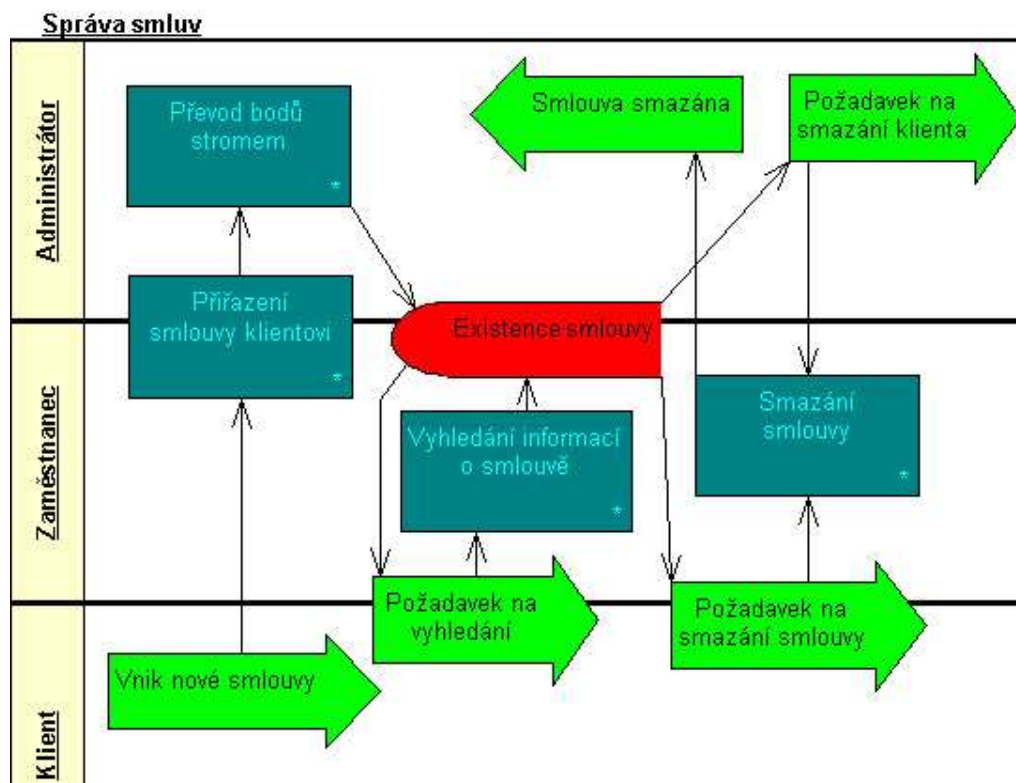 Správa smluv
Administrátor
Převod bodů
stromem
*
Smlouva smazána
Požadavek na
smazání klienta
Přiřazení
smlouvy klientovi
*
Existence smlouvy
Zaměstnanec
Vyhledání informací
o smlouvě
*
Smazání
smlouvy
*
Požadavek na
vyhledání
Požadavek na
smazání smlouvy
Klient
Vnik nové smlouvy